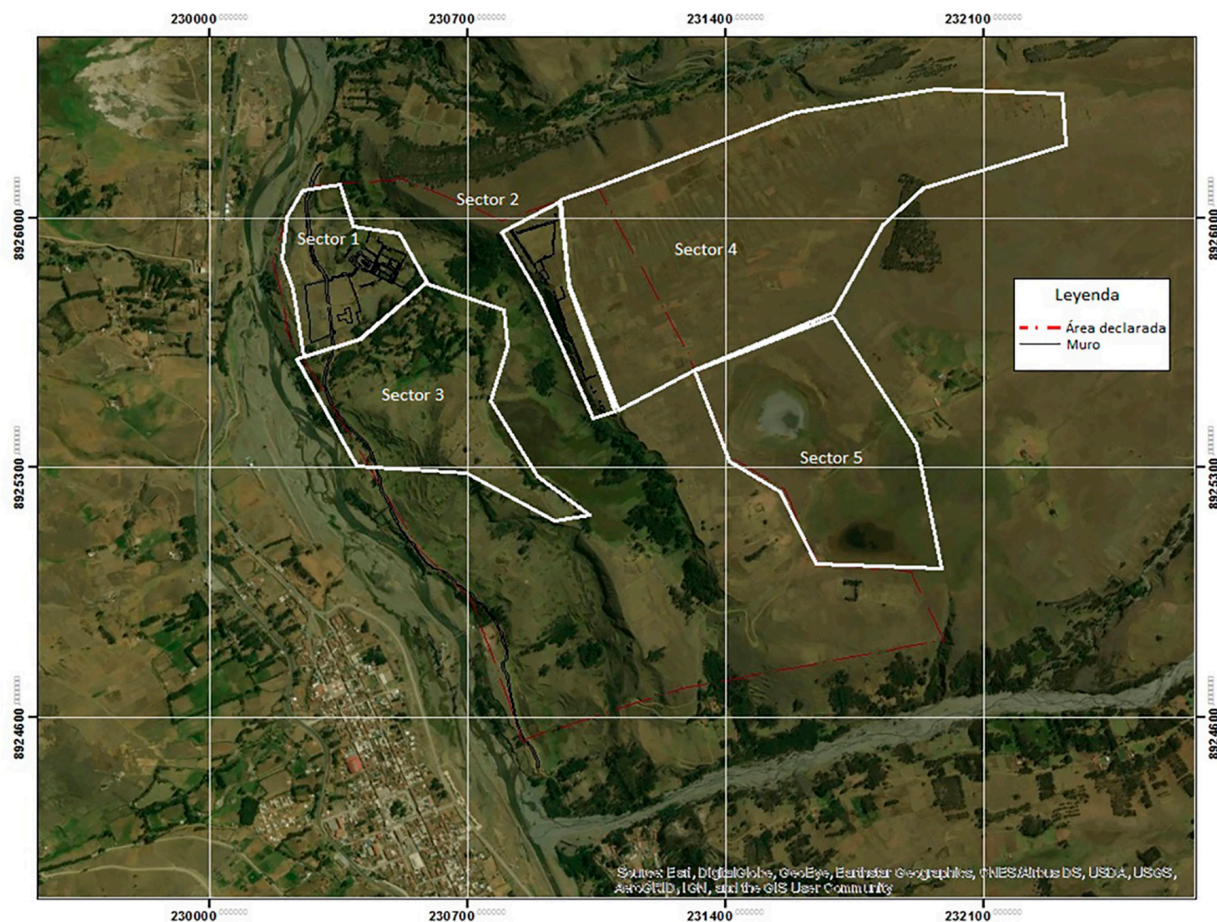 230000 230700 231400 232100
8926000 8926000
Sector 2
Sector 1
Sector 4
Leyenda
Área declarada
Muro
Sector 3
Sector 5
8925300 8925300
8924600 8924600
Source: Esri, DigitalGlobe, GeoEye, Earthstar Geographics, CNES/Airbus DS, USDA, USGS,
AeroGRID, IGN, and the GIS User Community
230000 230700 231400 232100